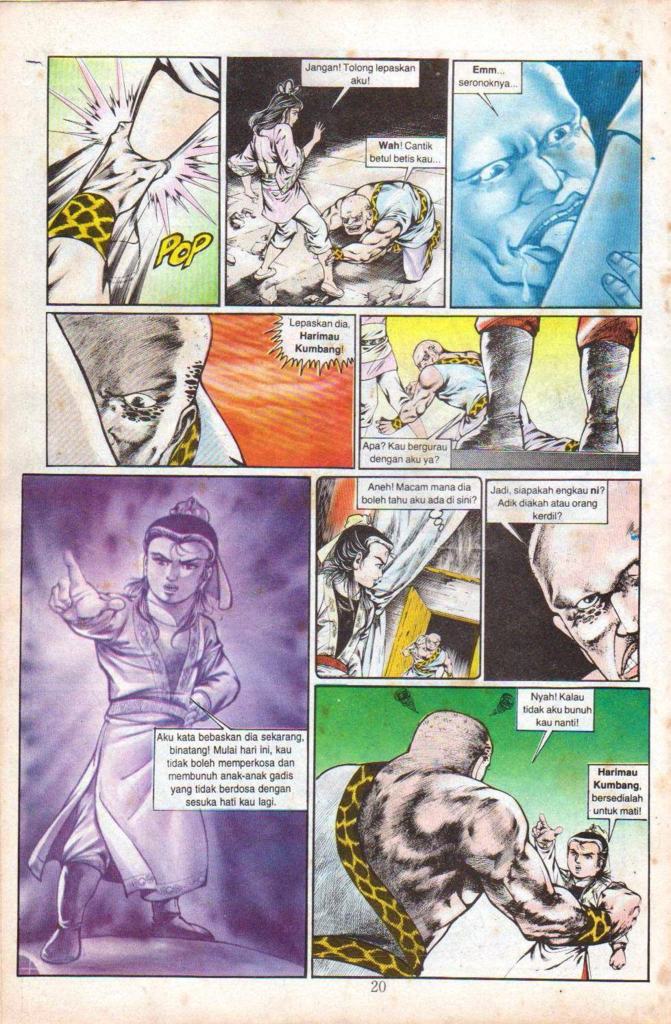 POP
Jangan! Tolong lepaskan
aku!
Wah! Cantik
betul betis kau...
Emm...
seronoknya...
Lepaskan dia,
Harimau
Kumbang!
Apa? Kau bergurau
dengan aku ya?
Aku kata bebaskan dia sekarang,
binatang! Mulai hari ini, kau
tidak boleh memperkosa dan
membunuh anak-anak gadis
yang tidak berdosa dengan
sesuka hati kau lagi.
Aneh! Macam mana dia
boleh tahu aku ada di sini?
Jadi, siapakah engkau ni?
Adik diakah atau orang
kerdil?
Nyah! Kalau
tidak aku bunuh
kau nanti!
Harimau
Kumbang,
bersedialah
untuk mati!
20